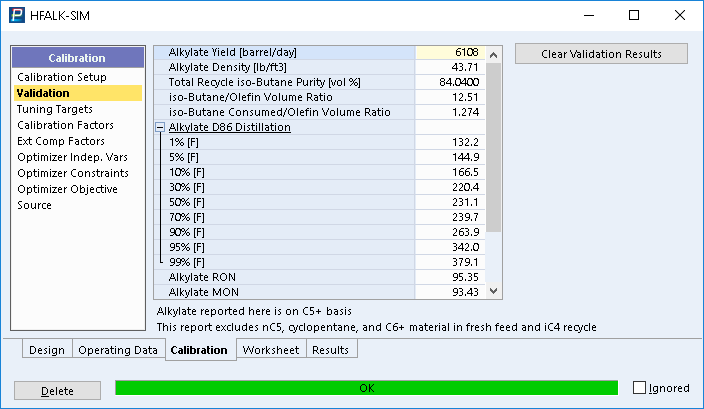 HFALK-SIM
Calibration
Calibration Setup
Validation
Tuning Targets
Calibration Factors
Ext Comp Factors
Optimizer Indep. Vars
Optimizer Constraints
Optimizer Objective
Source
Alkylate Yield [barrel/day] 6108
Alkylate Density [lb/ft3] 43.71
Total Recycle iso-Butane Purity [vol %] 84.0400
iso-Butane/Olefin Volume Ratio 12.51
iso-Butane Consumed/Olefin Volume Ratio 1.274
Alkylate D86 Distillation
1% [F] 132.2
5% [F] 144.9
10% [F] 166.5
30% [F] 220.4
50% [F] 231.1
70% [F] 239.7
90% [F] 263.9
95% [F] 342.0
99% [F] 379.1
Alkylate RON 95.35
Alkylate MON 93.43
Clear Validation Results
Alkylate reported here is on C5+ basis
This report excludes nC5, cyclopentane, and C6+ material in fresh feed and iC4 recycle
Design Operating Data Calibration Worksheet Results
Delete OK Ignored